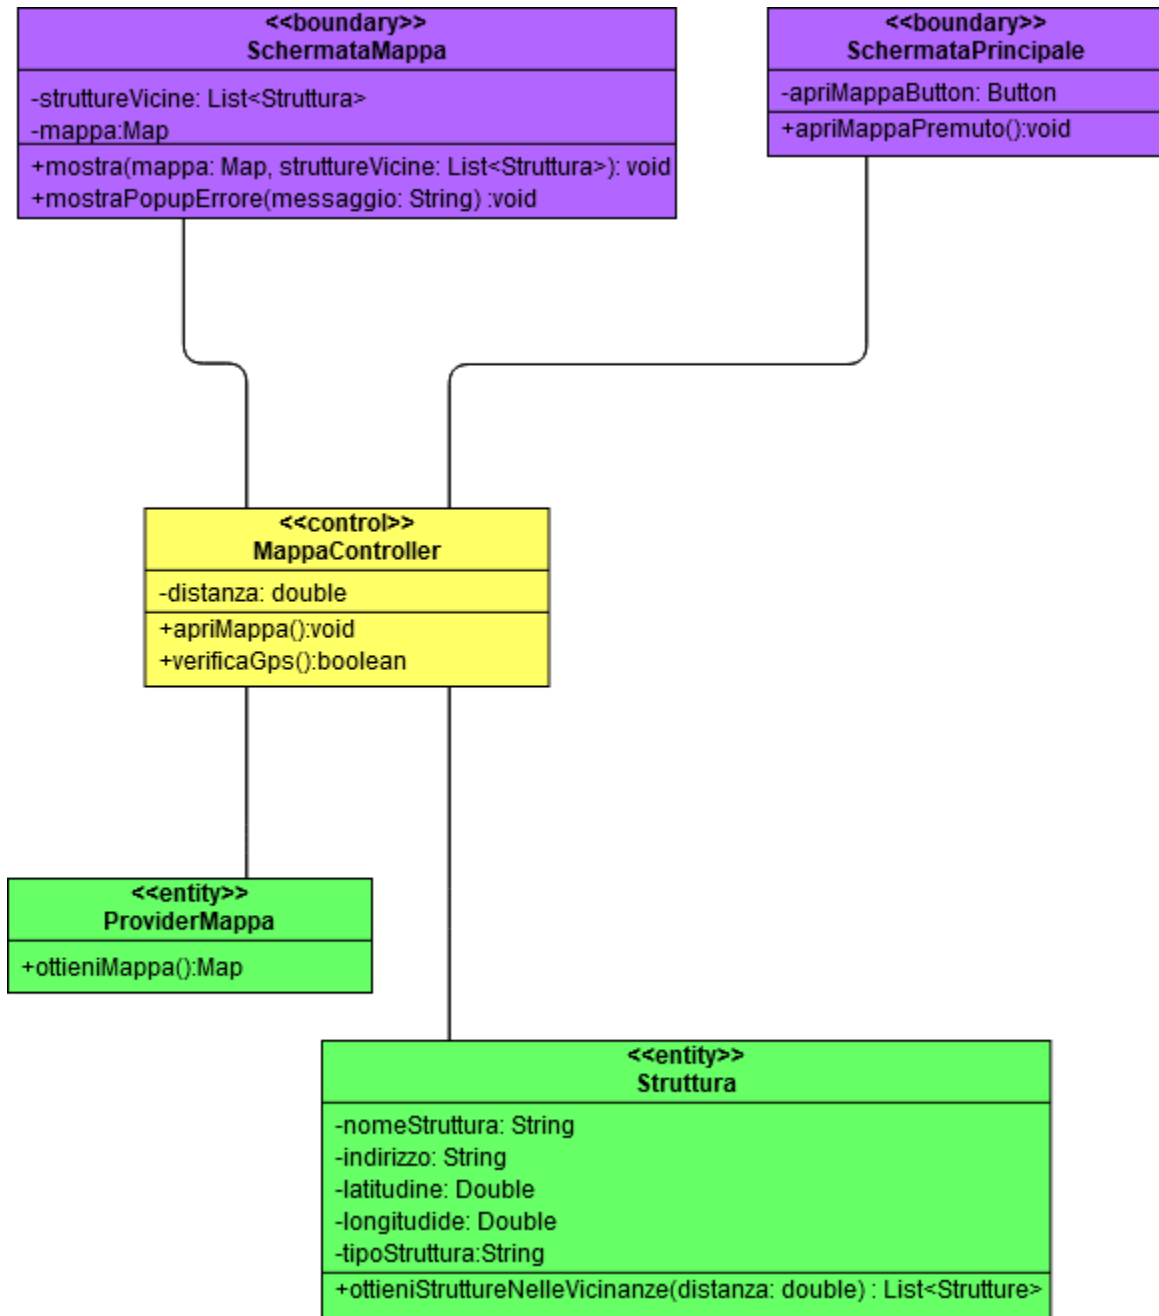 <<boundary>>
SchermataMappa
-struttureVicine: List<Struttura>
-mappa:Map
+mostra(mappa: Map, struttureVicine: List<Struttura>): void
+mostraPopupErrore(messaggio: String) :void
<<boundary>>
SchermataPrincipale
-apriMappaButton: Button
+apriMappaPremuto():void
<<control>>
MappaController
-distanza: double
+apriMappa():void
+verificaGps():boolean
<<entity>>
ProviderMappa
+ottieniMappa():Map
<<entity>>
Struttura
-nomeStruttura: String
-indirizzo: String
-latitudine: Double
-longitudide: Double
-tipoStruttura:String
+ottieniStruttureNelleVicinanze(distanza: double) : List<Strutture>